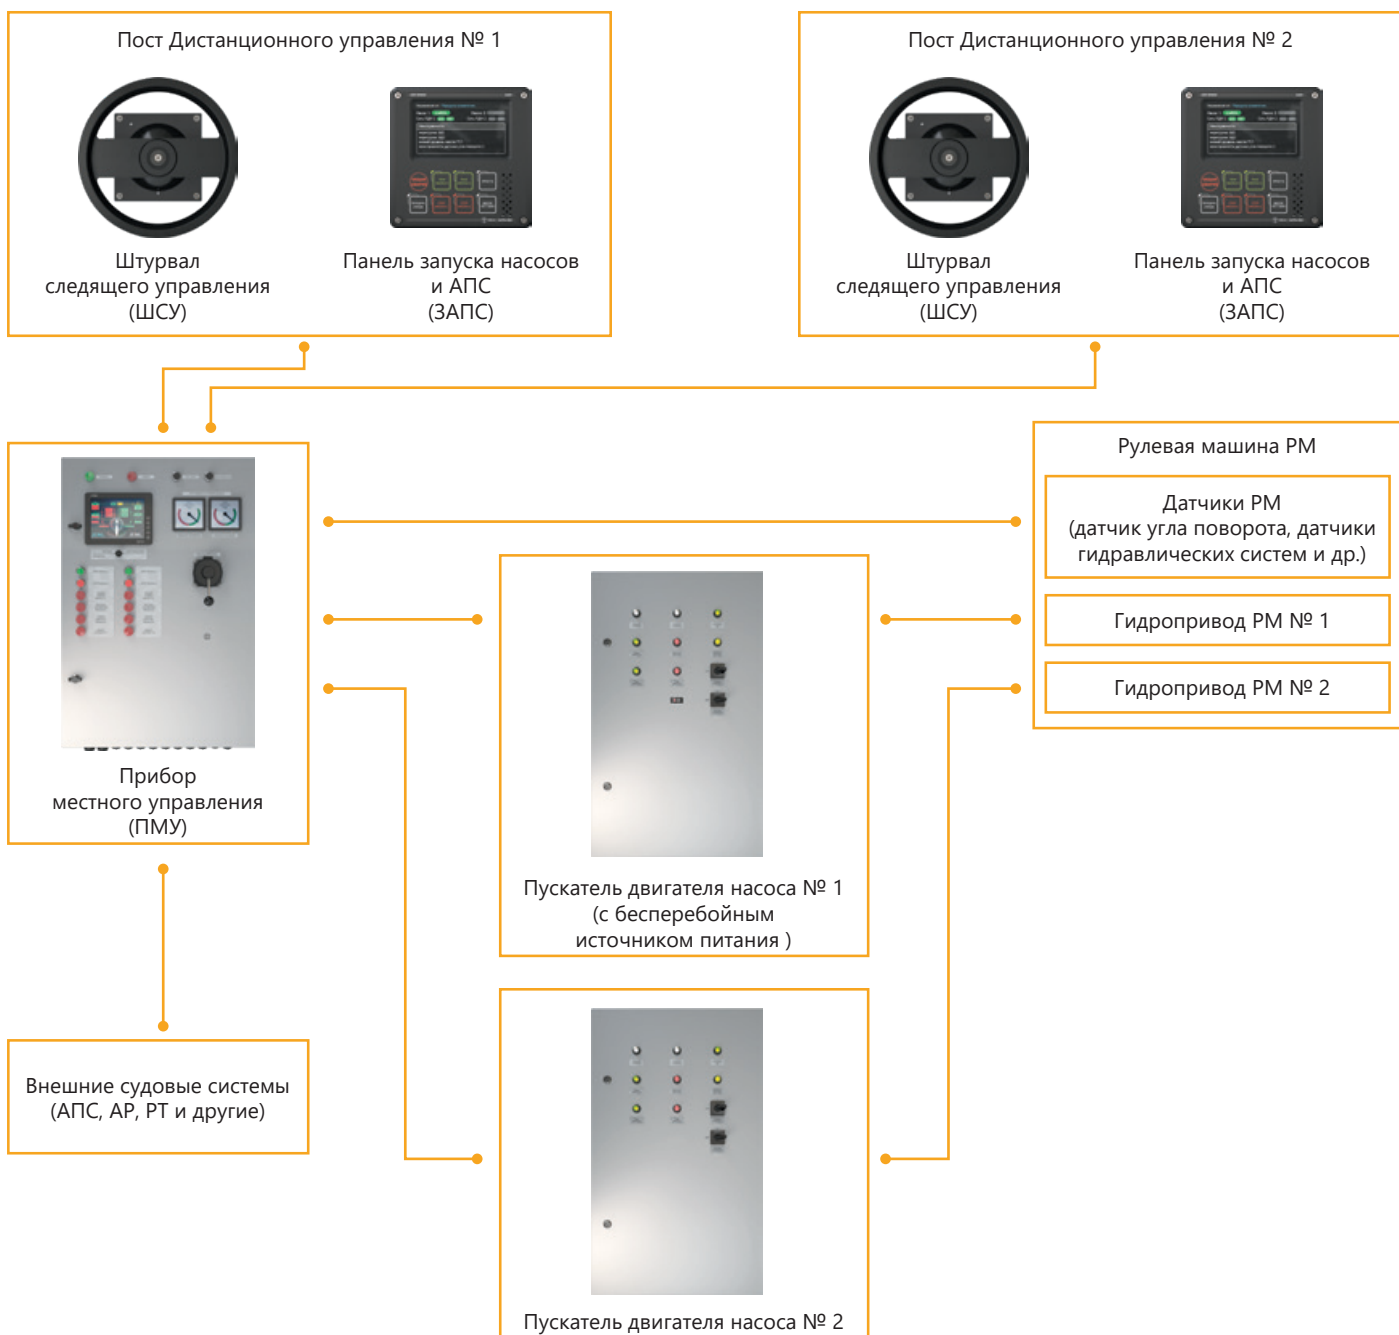 Пост Дистанционного управления № 1
Штурвал
следящего управления
(ШСУ)
Панель запуска насосов
и АПС
(ЗАПС)
Пост Дистанционного управления № 2
Штурвал
следящего управления
(ШСУ)
Панель запуска насосов
и АПС
(ЗАПС)
Прибор
местного управления
(ПМУ)
Рулевая машина РМ
Датчики РМ
(датчик угла поворота, датчики
гидравлических систем и др.)
Гидропривод РМ № 1
Гидропривод РМ № 2
Пускатель двигателя насоса № 1
(с бесперебойным
источником питания )
Внешние судовые системы
(АПС, АР, РТ и другие)
Пускатель двигателя насоса № 2